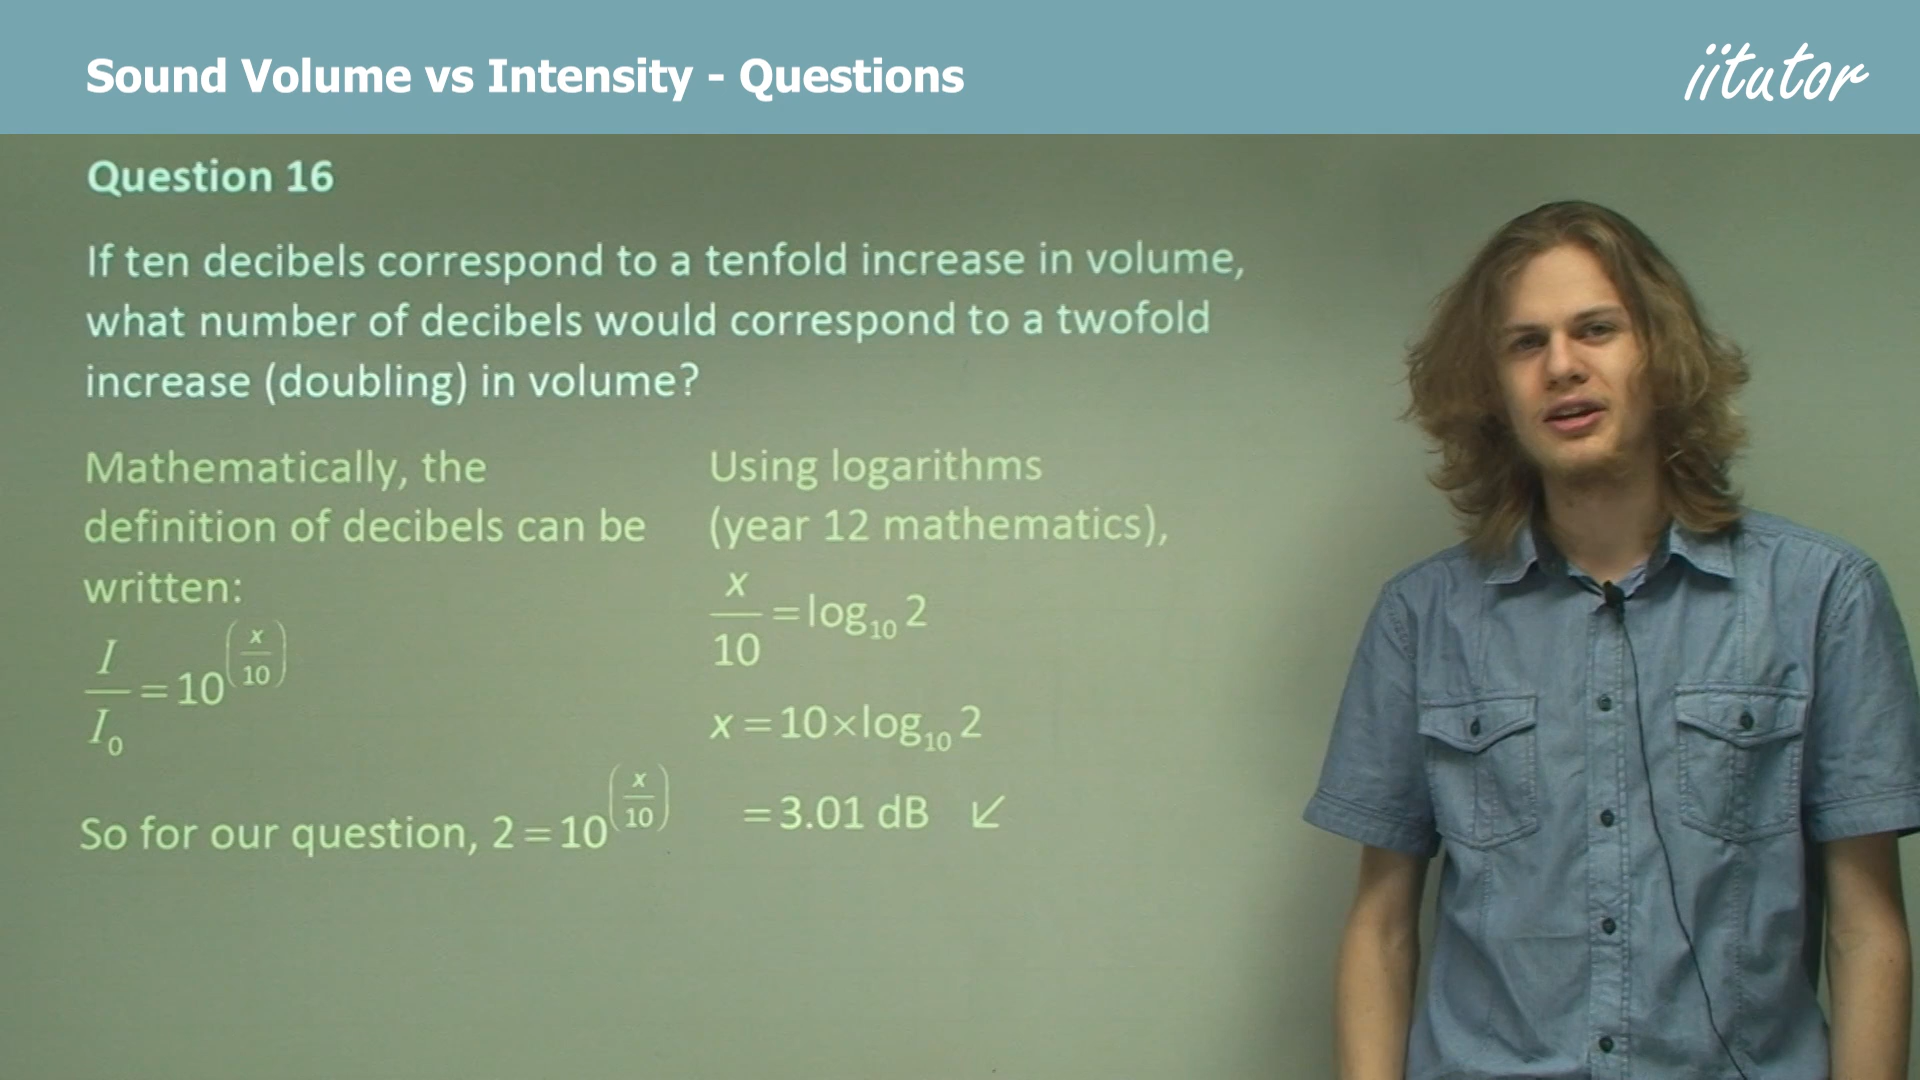 Sound Volume vs Intensity - Questions
iitutor
Question 16
If ten decibels correspond to a tenfold increase in volume,
what number of decibels would correspond to a twofold
increase (doubling) in volume?
Mathematically, the
definition of decibels can be
written:
I/I₀ = 10^(x/10)
So for our question, 2 = 10^(x/10)
Using logarithms
(year 12 mathematics),
x/10 = log₁₀ 2
x = 10 × log₁₀ 2
= 3.01 dB ↙